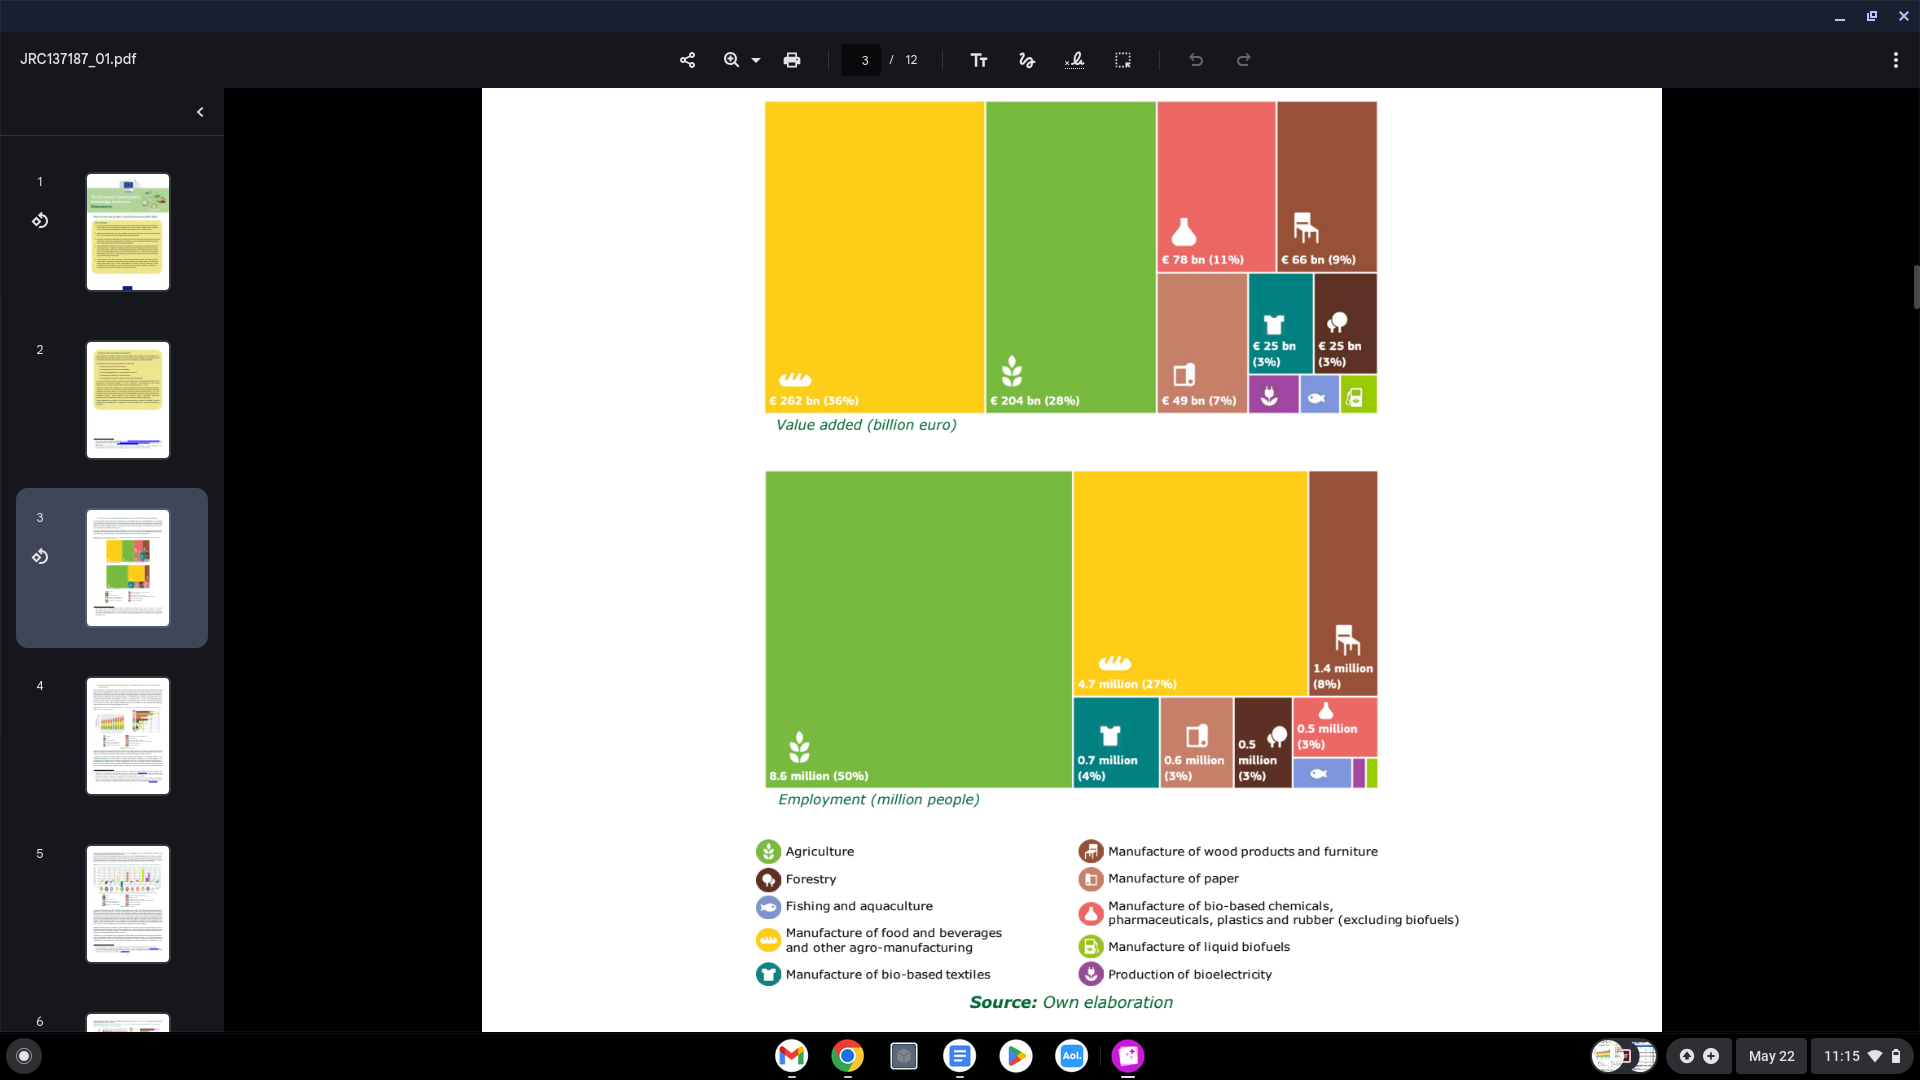 JRC137187_01.pdf
3 / 12
1
2
3
4
5
6
€ 262 bn (36%)
€ 204 bn (28%)
€ 78 bn (11%)
€ 66 bn (9%)
€ 49 bn (7%)
€ 25 bn
(3%)
€ 25 bn
(3%)
Value added (billion euro)
8.6 million (50%)
4.7 million (27%)
1.4 million
(8%)
0.7 million
(4%)
0.6 million
(3%)
0.5
million
(3%)
0.5 million
(3%)
Employment (million people)
Agriculture
Forestry
Fishing and aquaculture
Manufacture of food and beverages
and other agro-manufacturing
Manufacture of bio-based textiles
Manufacture of wood products and furniture
Manufacture of paper
Manufacture of bio-based chemicals,
pharmaceuticals, plastics and rubber (excluding biofuels)
Manufacture of liquid biofuels
Production of bioelectricity
Source: Own elaboration
Aol.
May 22
11:15